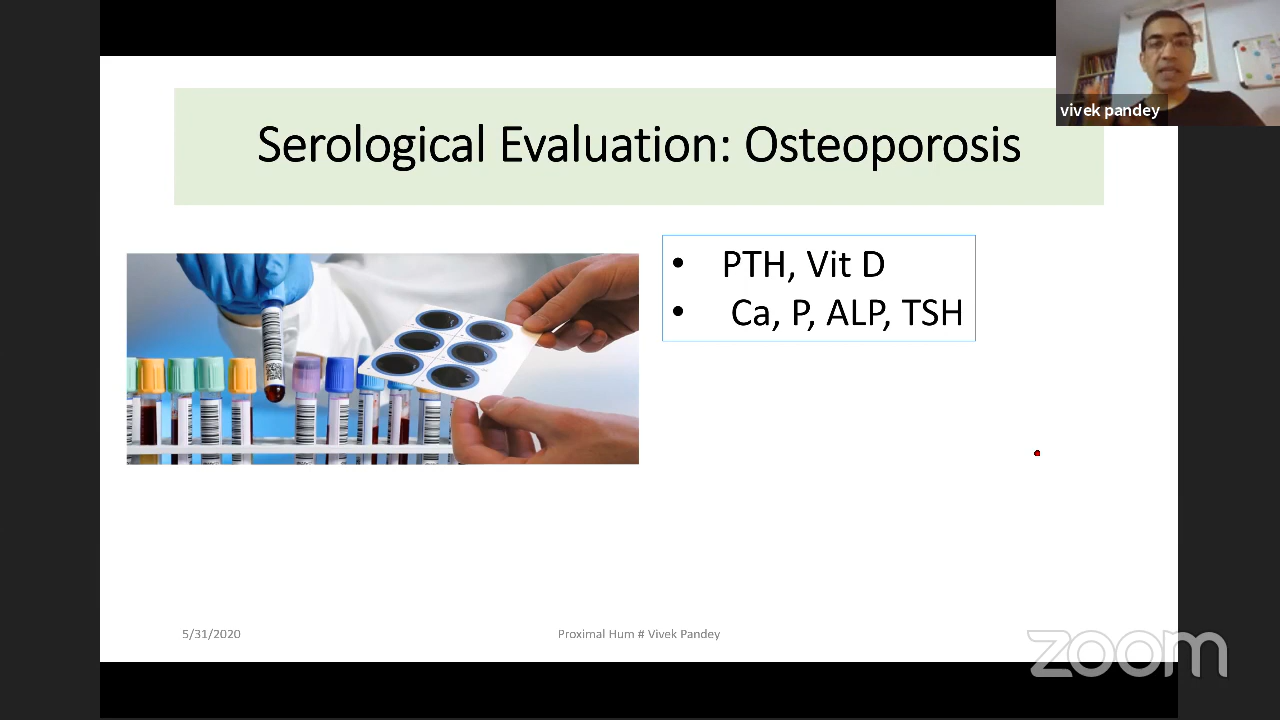 vivek pandey
Serological Evaluation: Osteoporosis
• PTH, Vit D
• Ca, P, ALP, TSH
5/31/2020
Proximal Hum # Vivek Pandey
zoom